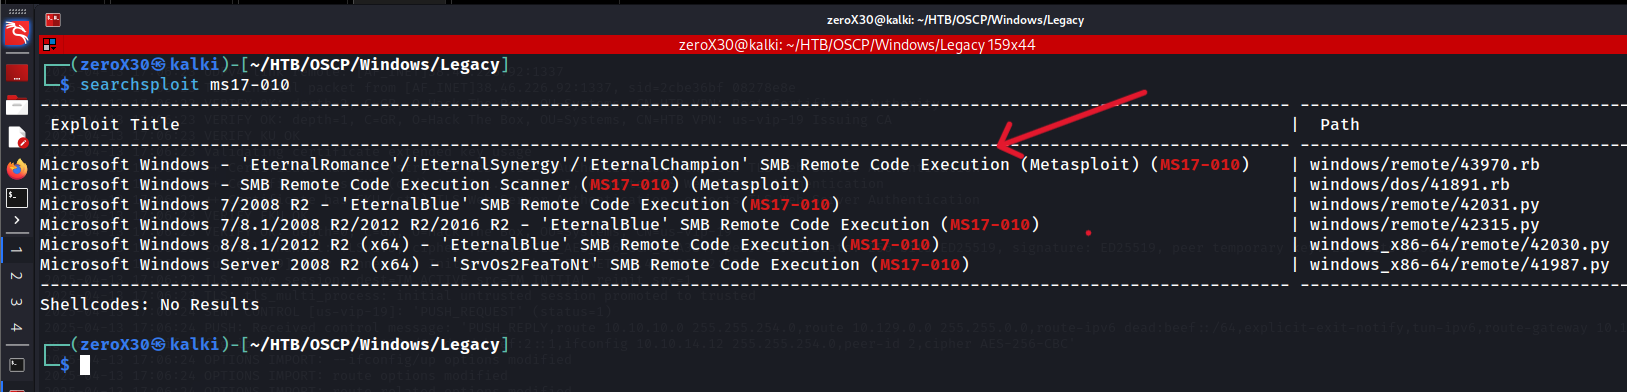 zeroX30@kalki: ~/HTB/OSCP/Windows/Legacy
zeroX30@kalki: ~/HTB/OSCP/Windows/Legacy 159x44
┌──(zeroX30㉿kalki)-[~/HTB/OSCP/Windows/Legacy]
└─$ searchsploit ms17-010
Exploit Title | Path
Microsoft Windows - 'EternalRomance'/'EternalSynergy'/'EternalChampion' SMB Remote Code Execution (Metasploit) (MS17-010) | windows/remote/43970.rb
Microsoft Windows - SMB Remote Code Execution Scanner (MS17-010) (Metasploit) | windows/dos/41891.rb
Microsoft Windows 7/2008 R2 - 'EternalBlue' SMB Remote Code Execution (MS17-010) | windows/remote/42031.py
Microsoft Windows 7/8.1/2008 R2/2012 R2/2016 R2 - 'EternalBlue' SMB Remote Code Execution (MS17-010) | windows/remote/42315.py
Microsoft Windows 8/8.1/2012 R2 (x64) - 'EternalBlue' SMB Remote Code Execution (MS17-010) | windows_x86-64/remote/42030.py
Microsoft Windows Server 2008 R2 (x64) - 'SrvOs2FeaToNt' SMB Remote Code Execution (MS17-010) | windows_x86-64/remote/41987.py
Shellcodes: No Results
┌──(zeroX30㉿kalki)-[~/HTB/OSCP/Windows/Legacy]
└─$
1
2
3
4